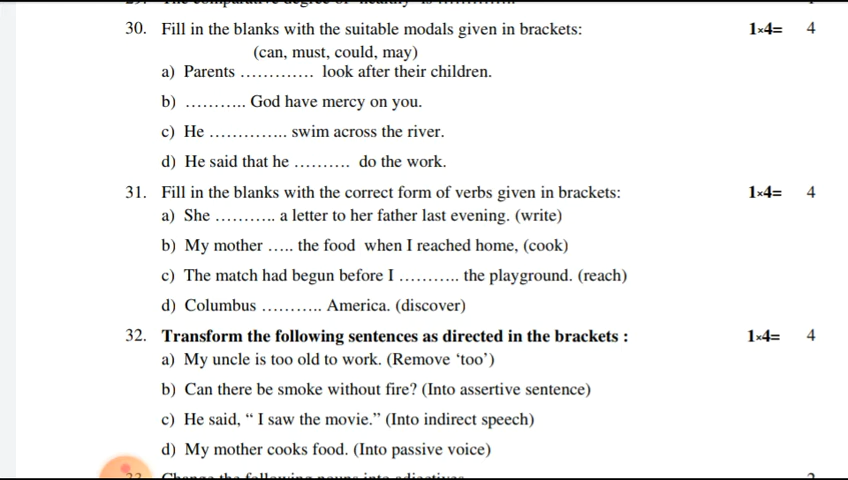 30. Fill in the blanks with the suitable modals given in brackets: 1×4= 4
(can, must, could, may)
a) Parents ............. look after their children.
b) ........... God have mercy on you.
c) He .............. swim across the river.
d) He said that he .......... do the work.
31. Fill in the blanks with the correct form of verbs given in brackets: 1×4= 4
a) She ........... a letter to her father last evening. (write)
b) My mother ..... the food when I reached home, (cook)
c) The match had begun before I ........... the playground. (reach)
d) Columbus ........... America. (discover)
32. Transform the following sentences as directed in the brackets : 1×4= 4
a) My uncle is too old to work. (Remove ‘too’)
b) Can there be smoke without fire? (Into assertive sentence)
c) He said, “ I saw the movie.” (Into indirect speech)
d) My mother cooks food. (Into passive voice)